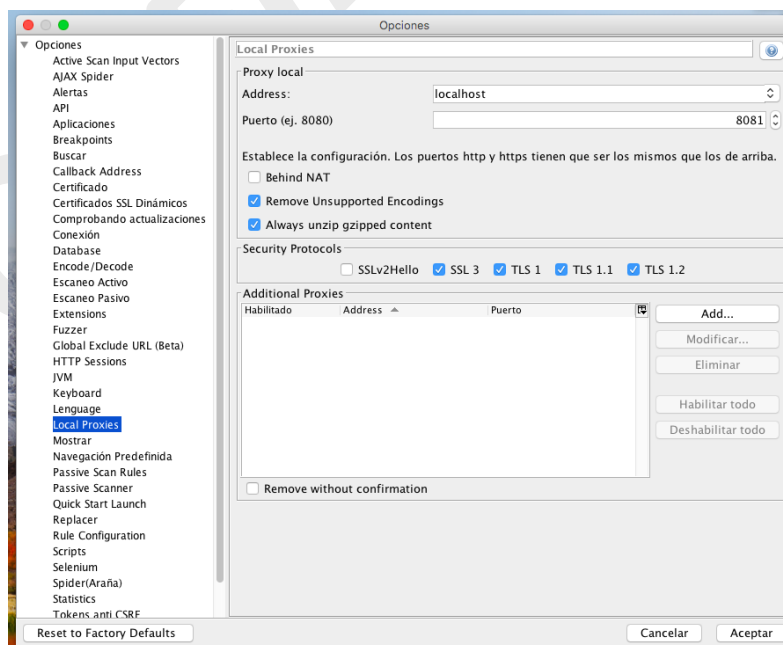 Opciones
Opciones
Active Scan Input Vectors
AJAX Spider
Alertas
API
Aplicaciones
Breakpoints
Buscar
Callback Address
Certificado
Certificados SSL Dinámicos
Comprobando actualizaciones
Conexión
Database
Encode/Decode
Escaneo Activo
Escaneo Pasivo
Extensions
Fuzzer
Global Exclude URL (Beta)
HTTP Sessions
JVM
Keyboard
Lenguage
Local Proxies
Mostrar
Navegación Predefinida
Passive Scan Rules
Passive Scanner
Quick Start Launch
Replacer
Rule Configuration
Scripts
Selenium
Spider(Araña)
Statistics
Tokens anti CSRF
Local Proxies
Proxy local
Address: localhost
Puerto (ej. 8080) 8081
Establece la configuración. Los puertos http y https tienen que ser los mismos que los de arriba.
Behind NAT
Remove Unsupported Encodings
Always unzip gzipped content
Security Protocols
SSLv2Hello SSL 3 TLS 1 TLS 1.1 TLS 1.2
Additional Proxies
Habilitado Address Puerto
Add...
Modificar...
Eliminar
Habilitar todo
Deshabilitar todo
Remove without confirmation
Reset to Factory Defaults Cancelar Aceptar